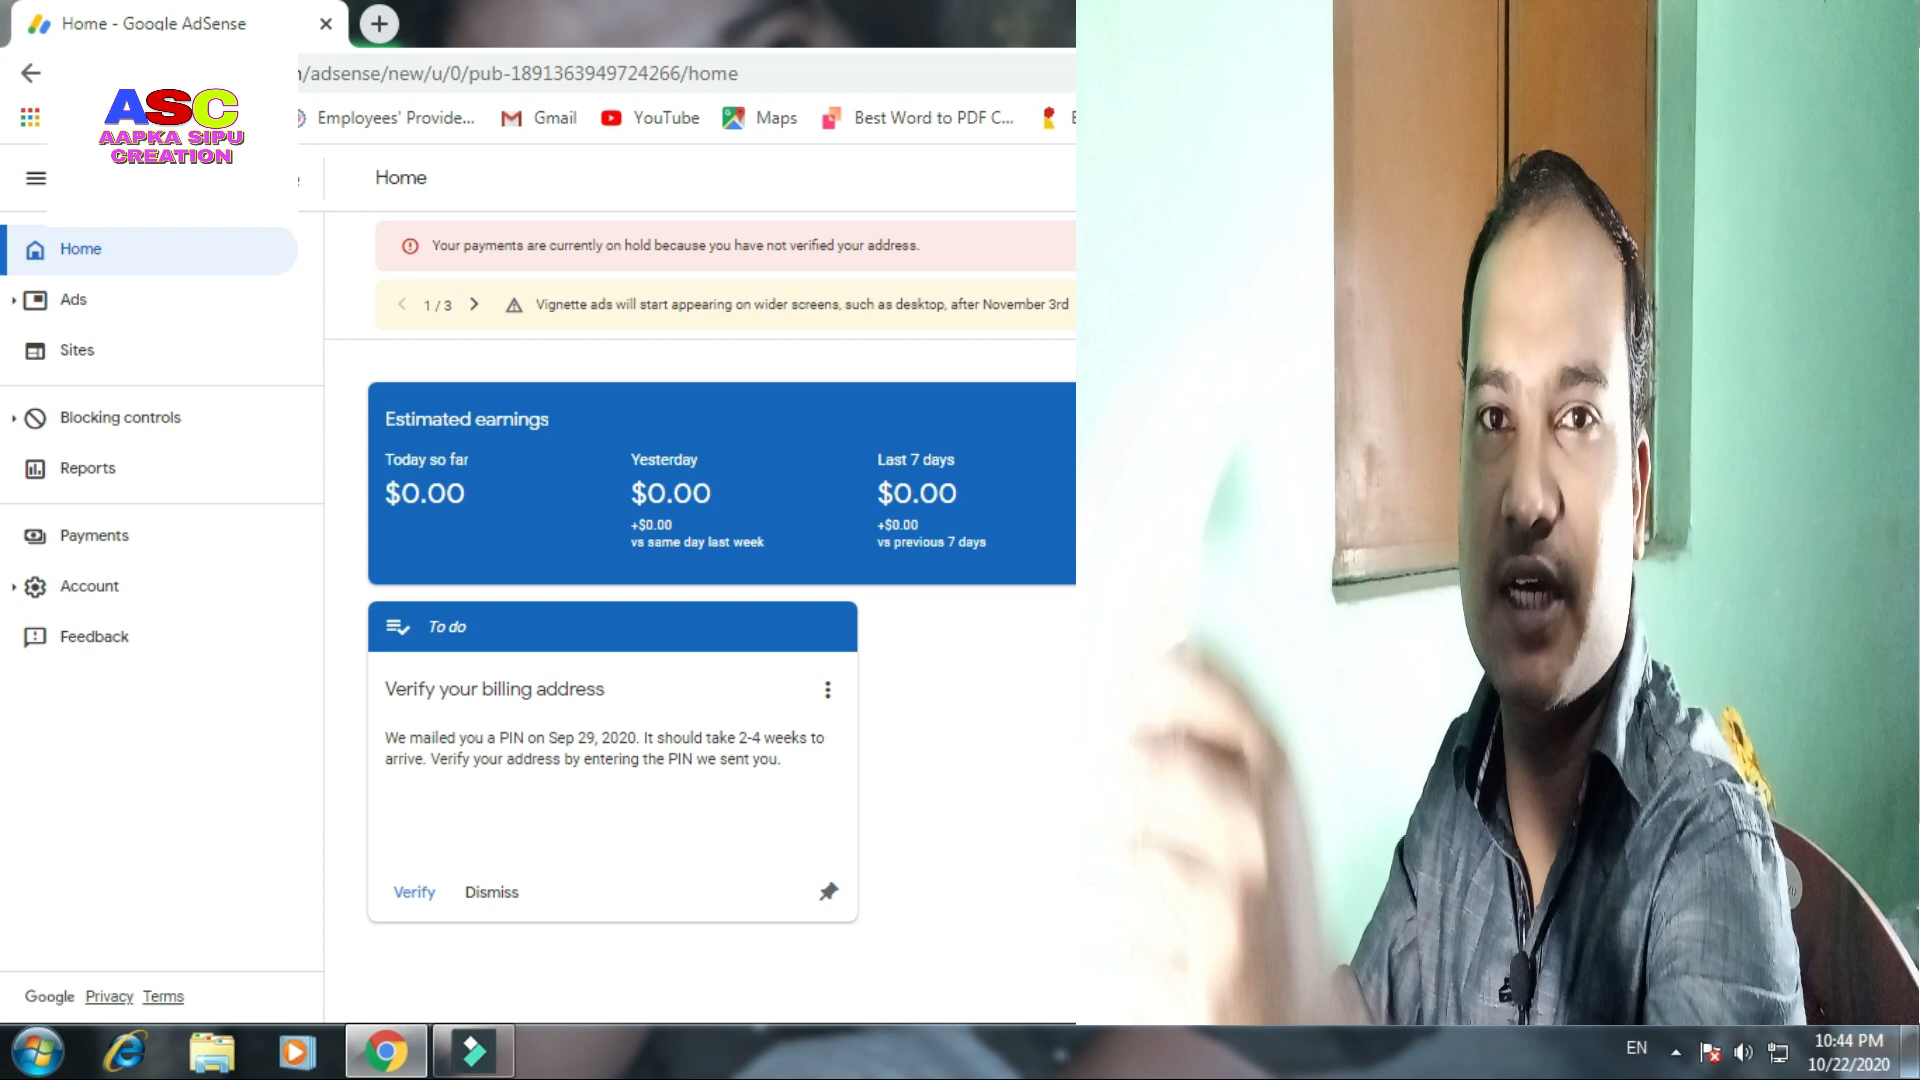 Home - Google AdSense
/adsense/new/u/0/pub-1891363949724266/home
ASC
AAPKA SIPU
CREATION
Employees' Provide...
Gmail
YouTube
Maps
Best Word to PDF C...
Home
Home
Ads
Sites
Blocking controls
Reports
Payments
Account
Feedback
Your payments are currently on hold because you have not verified your address.
1 / 3
Vignette ads will start appearing on wider screens, such as desktop, after November 3rd
Estimated earnings
Today so far
$0.00
Yesterday
$0.00
+$0.00
vs same day last week
Last 7 days
$0.00
+$0.00
vs previous 7 days
To do
Verify your billing address
We mailed you a PIN on Sep 29, 2020. It should take 2-4 weeks to
arrive. Verify your address by entering the PIN we sent you.
Verify
Dismiss
Google Privacy Terms
EN
10:44 PM
10/22/2020